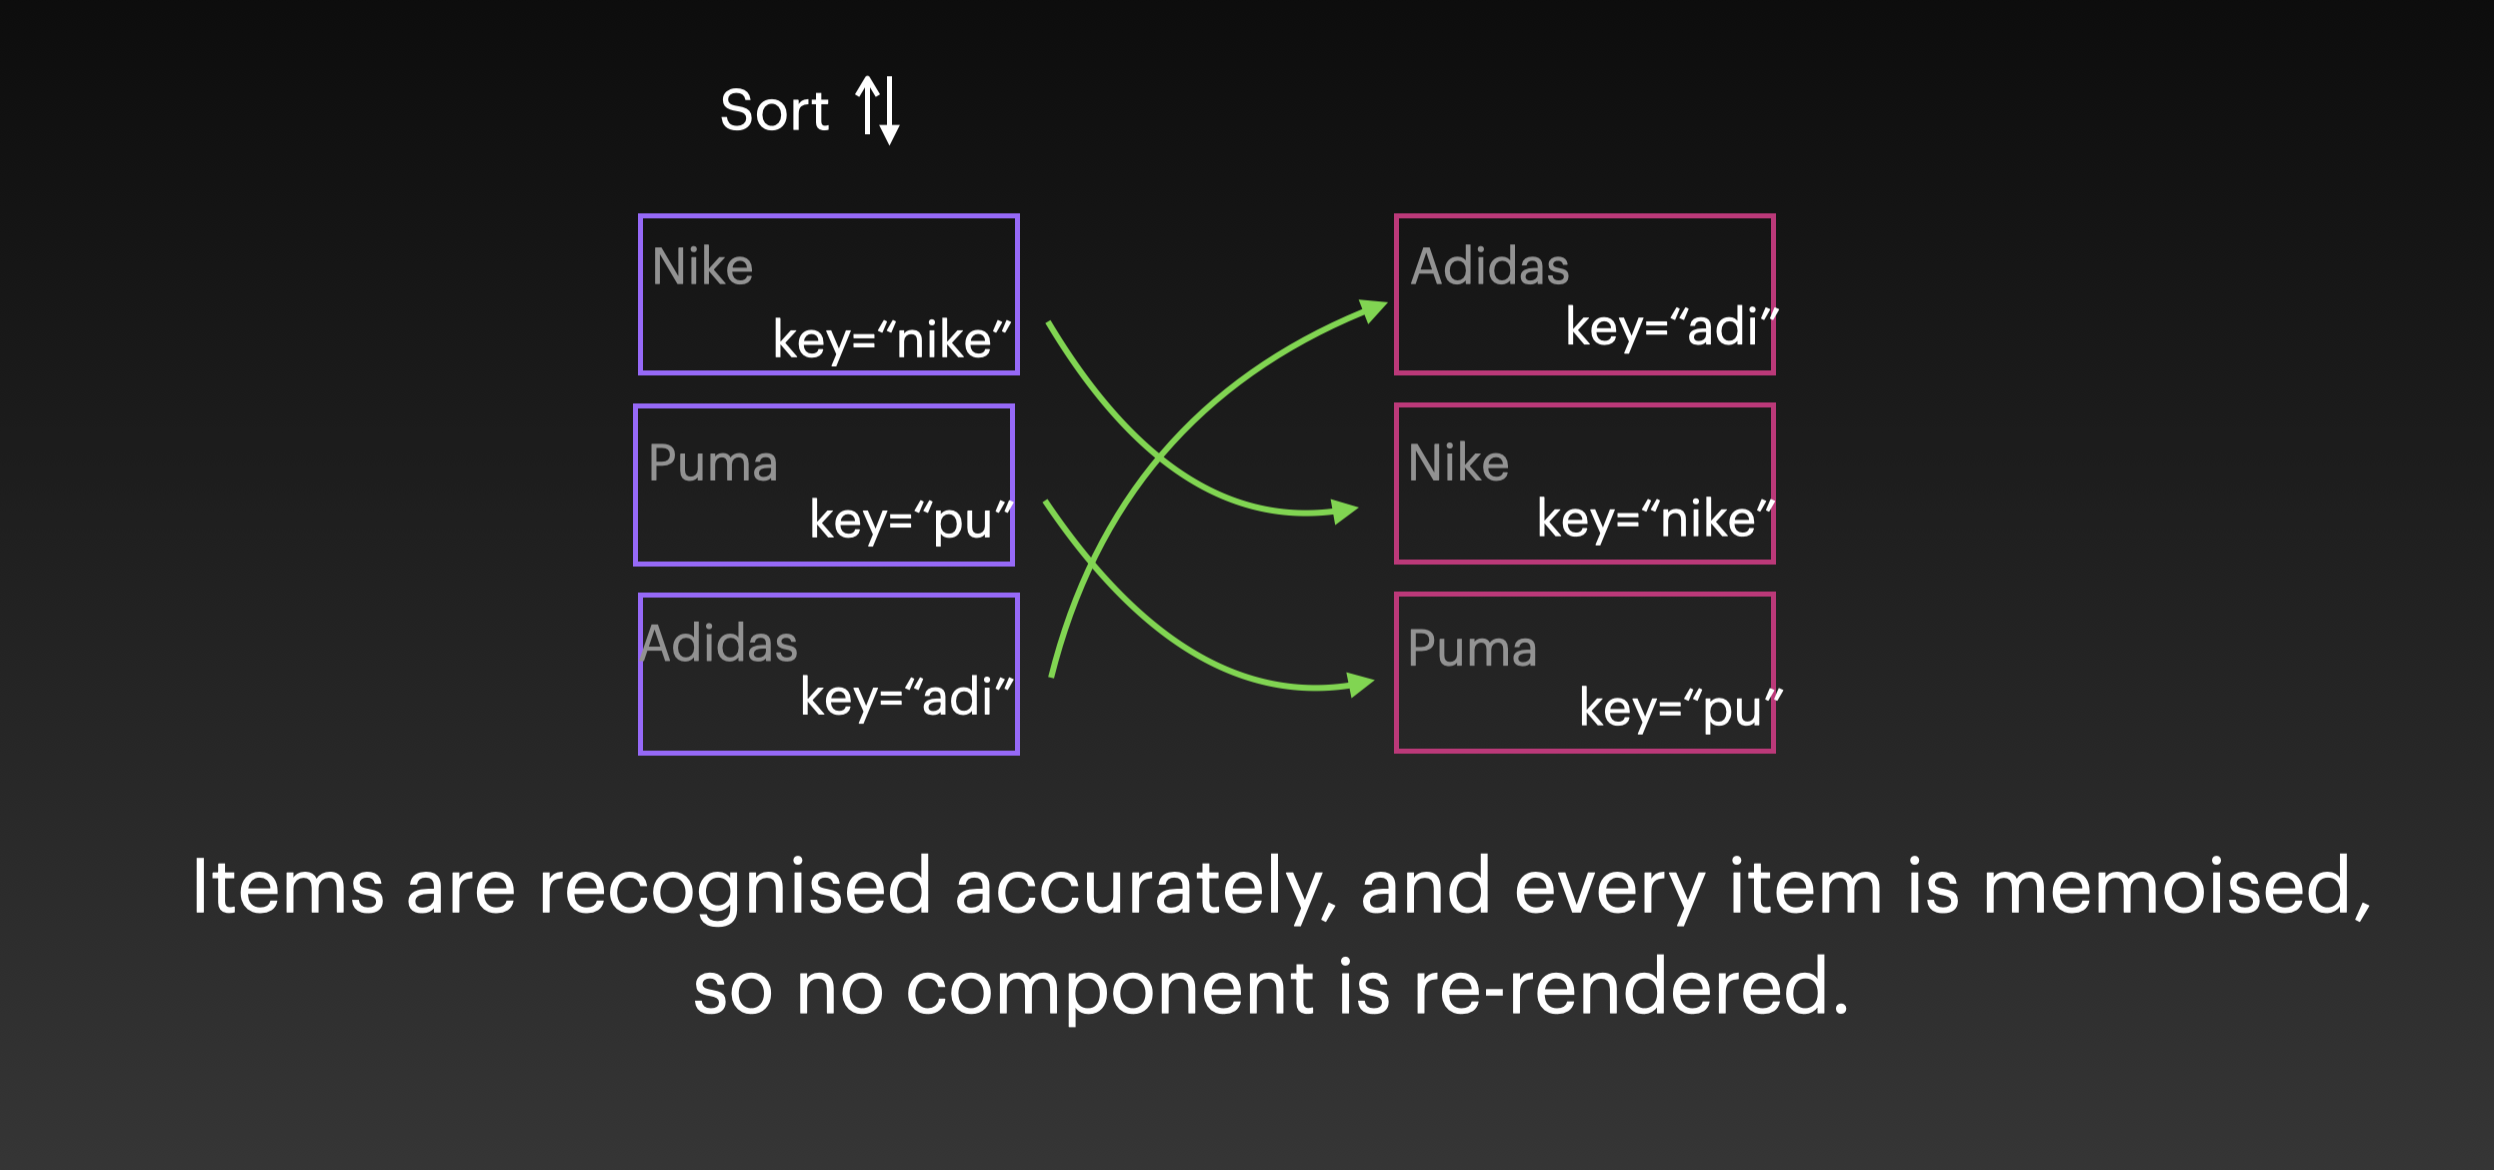 Sort
Nike
key=“nike”
Puma
key=“pu”
Adidas
key=“adi”
Adidas
key=“adi”
Nike
key=“nike”
Puma
key=“pu”
Items are recognised accurately, and every item is memoised,
so no component is re-rendered.